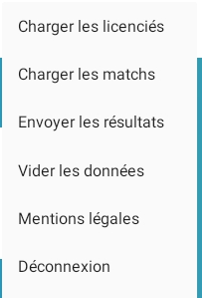 Charger les licenciés
Charger les matchs
Envoyer les résultats
Vider les données
Mentions légales
Déconnexion